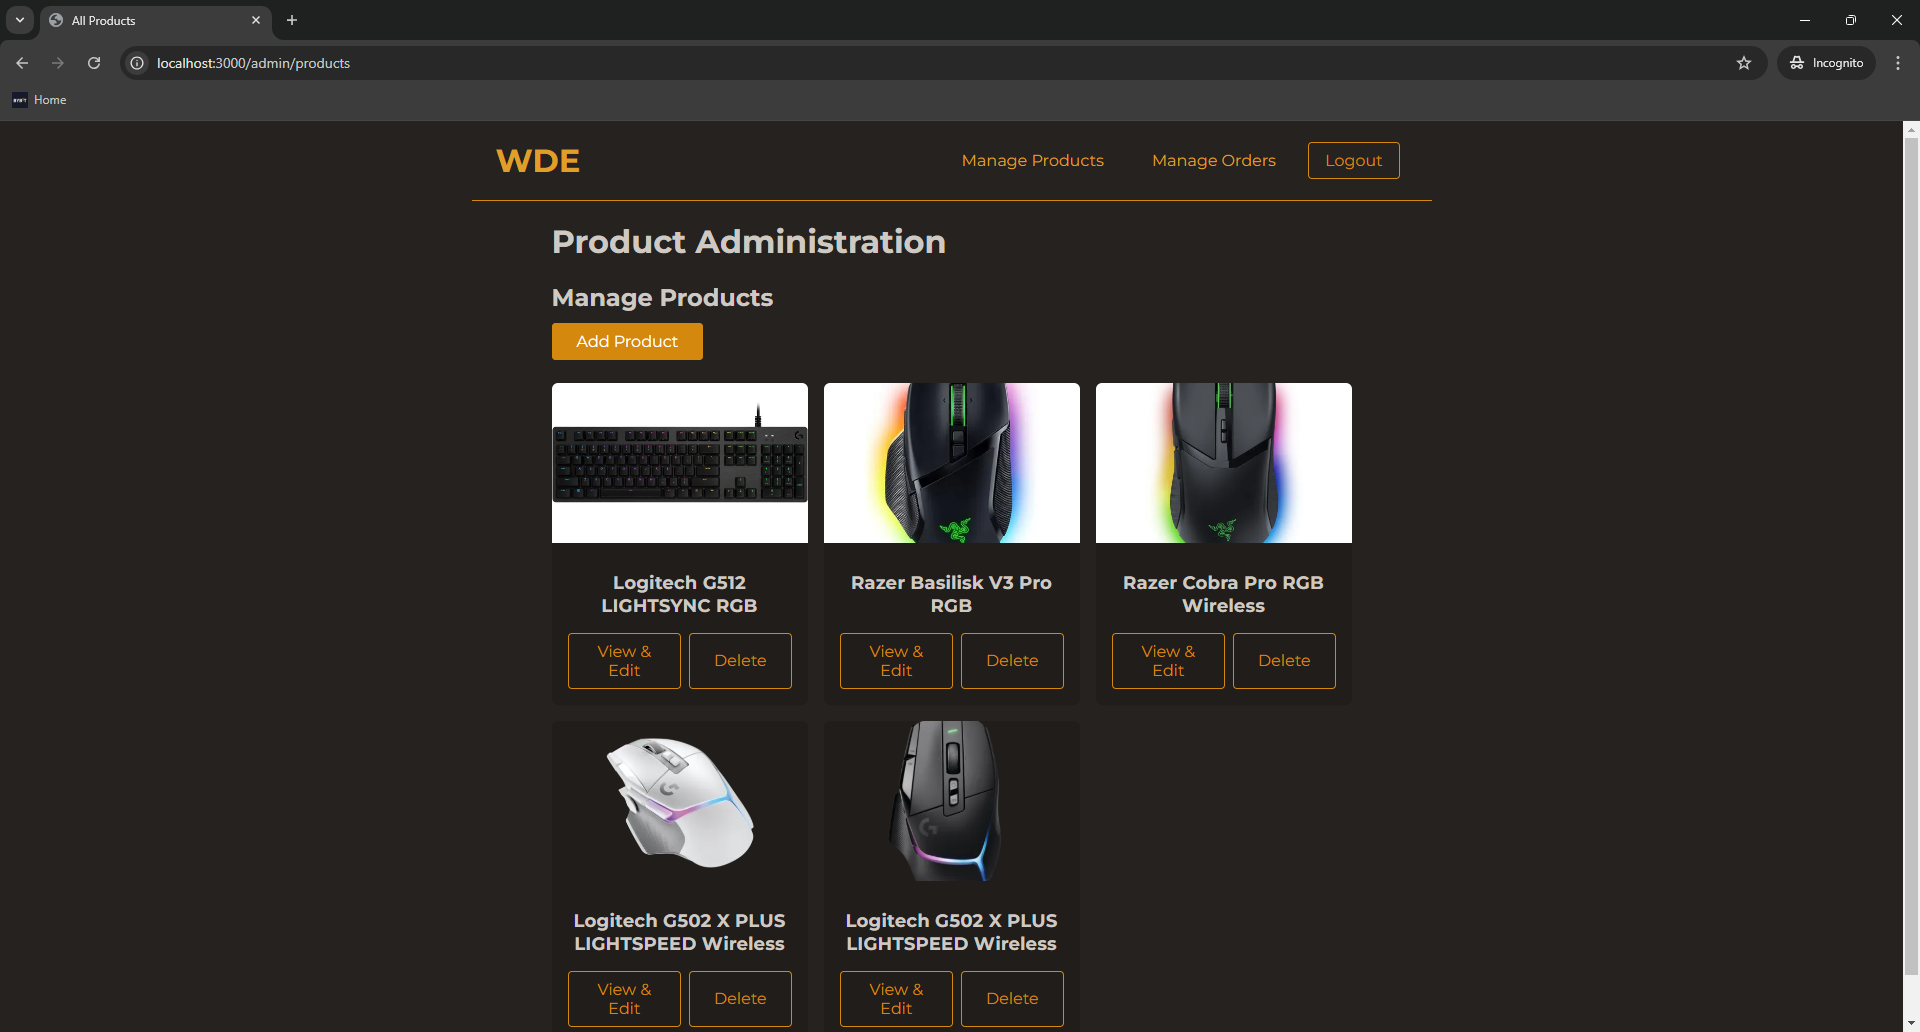 All Products
localhost:3000/admin/products
Incognito
Home
WDE
Manage Products
Manage Orders
Logout
Product Administration
Manage Products
Add Product
Logitech G512
LIGHTSYNC RGB
View &
Edit
Delete
Razer Basilisk V3 Pro
RGB
View &
Edit
Delete
Razer Cobra Pro RGB
Wireless
View &
Edit
Delete
Logitech G502 X PLUS
LIGHTSPEED Wireless
View &
Edit
Delete
Logitech G502 X PLUS
LIGHTSPEED Wireless
View &
Edit
Delete